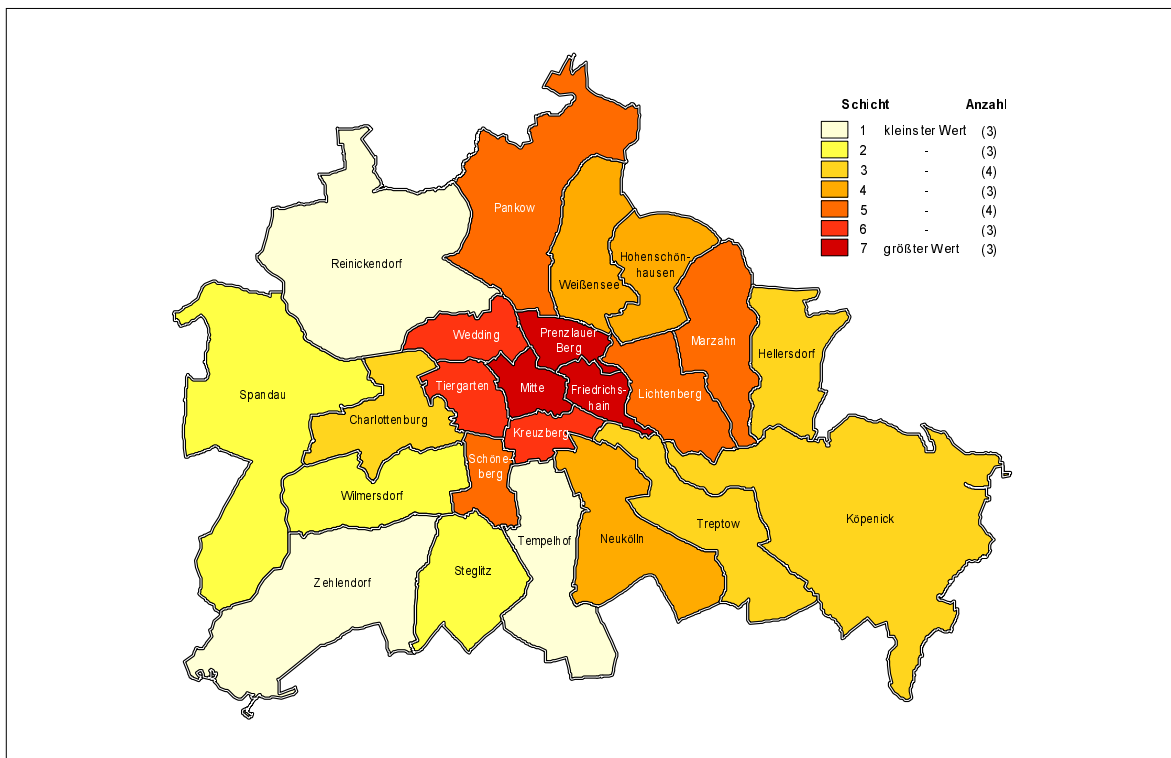 Schicht Anzahl
1 kleinster Wert (3)
2 - (3)
3 - (4)
4 - (3)
5 - (4)
6 - (3)
7 größter Wert (3)
Pankow
Reinickendorf
Hohenschön-
hausen
Weißensee
Wedding
Prenzlauer
Berg
Marzahn
Hellersdorf
Spandau
Tiergarten
Mitte
Friedrichs-
hain
Lichtenberg
Charlottenburg
Kreuzberg
Schöne-
berg
Wilmersdorf
Tempelhof
Neukölln
Treptow
Köpenick
Zehlendorf
Steglitz